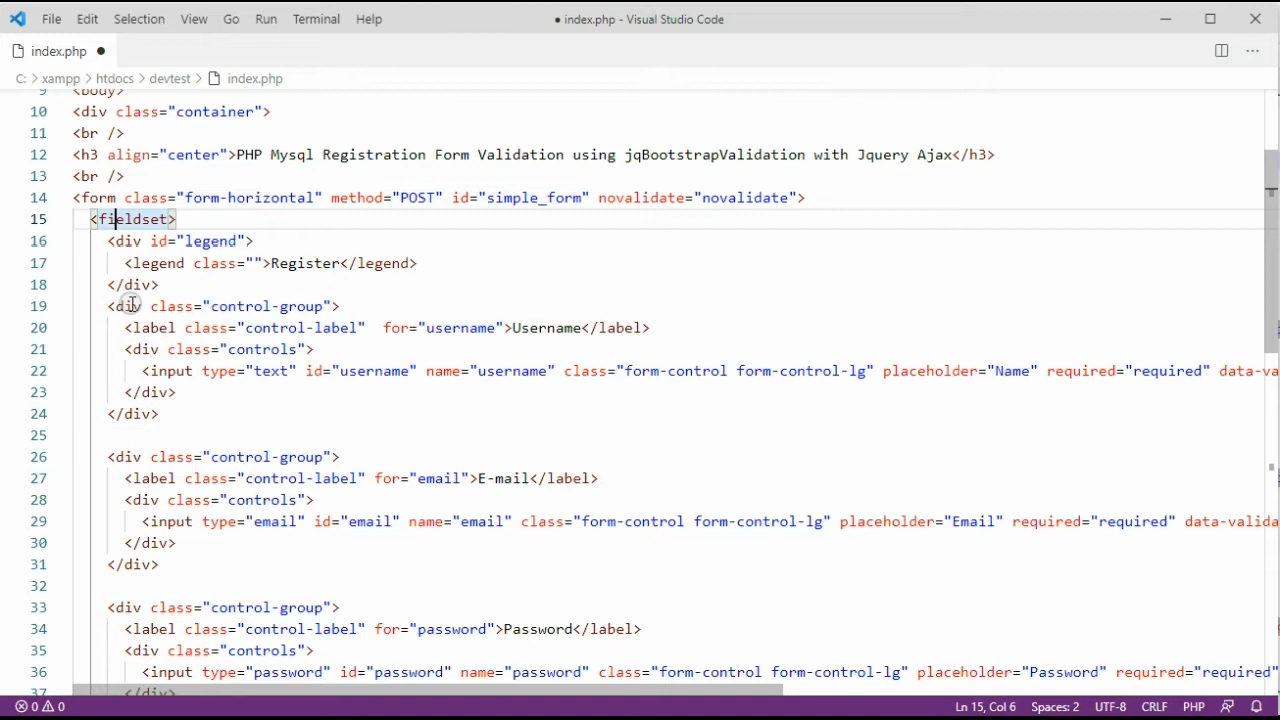 File Edit Selection View Go Run Terminal Help ● index.php - Visual Studio Code
index.php ●
C: > xampp > htdocs > devtest > index.php
9 <body>
10 <div class="container">
11 <br />
12 <h3 align="center">PHP Mysql Registration Form Validation using jqBootstrapValidation with Jquery Ajax</h3>
13 <br />
14 <form class="form-horizontal" method="POST" id="simple_form" novalidate="novalidate">
15 <fieldset>
16 <div id="legend">
17 <legend class="">Register</legend>
18 </div>
19 <div class="control-group">
20 <label class="control-label"  for="username">Username</label>
21 <div class="controls">
22 <input type="text" id="username" name="username" class="form-control form-control-lg" placeholder="Name" required="required" data-va
23 </div>
24 </div>
25
26 <div class="control-group">
27 <label class="control-label" for="email">E-mail</label>
28 <div class="controls">
29 <input type="email" id="email" name="email" class="form-control form-control-lg" placeholder="Email" required="required" data-valida
30 </div>
31 </div>
32
33 <div class="control-group">
34 <label class="control-label" for="password">Password</label>
35 <div class="controls">
36 <input type="password" id="password" name="password" class="form-control form-control-lg" placeholder="Password" required="required"
37 </div>
0 0 Ln 15, Col 6 Spaces: 2 UTF-8 CRLF PHP